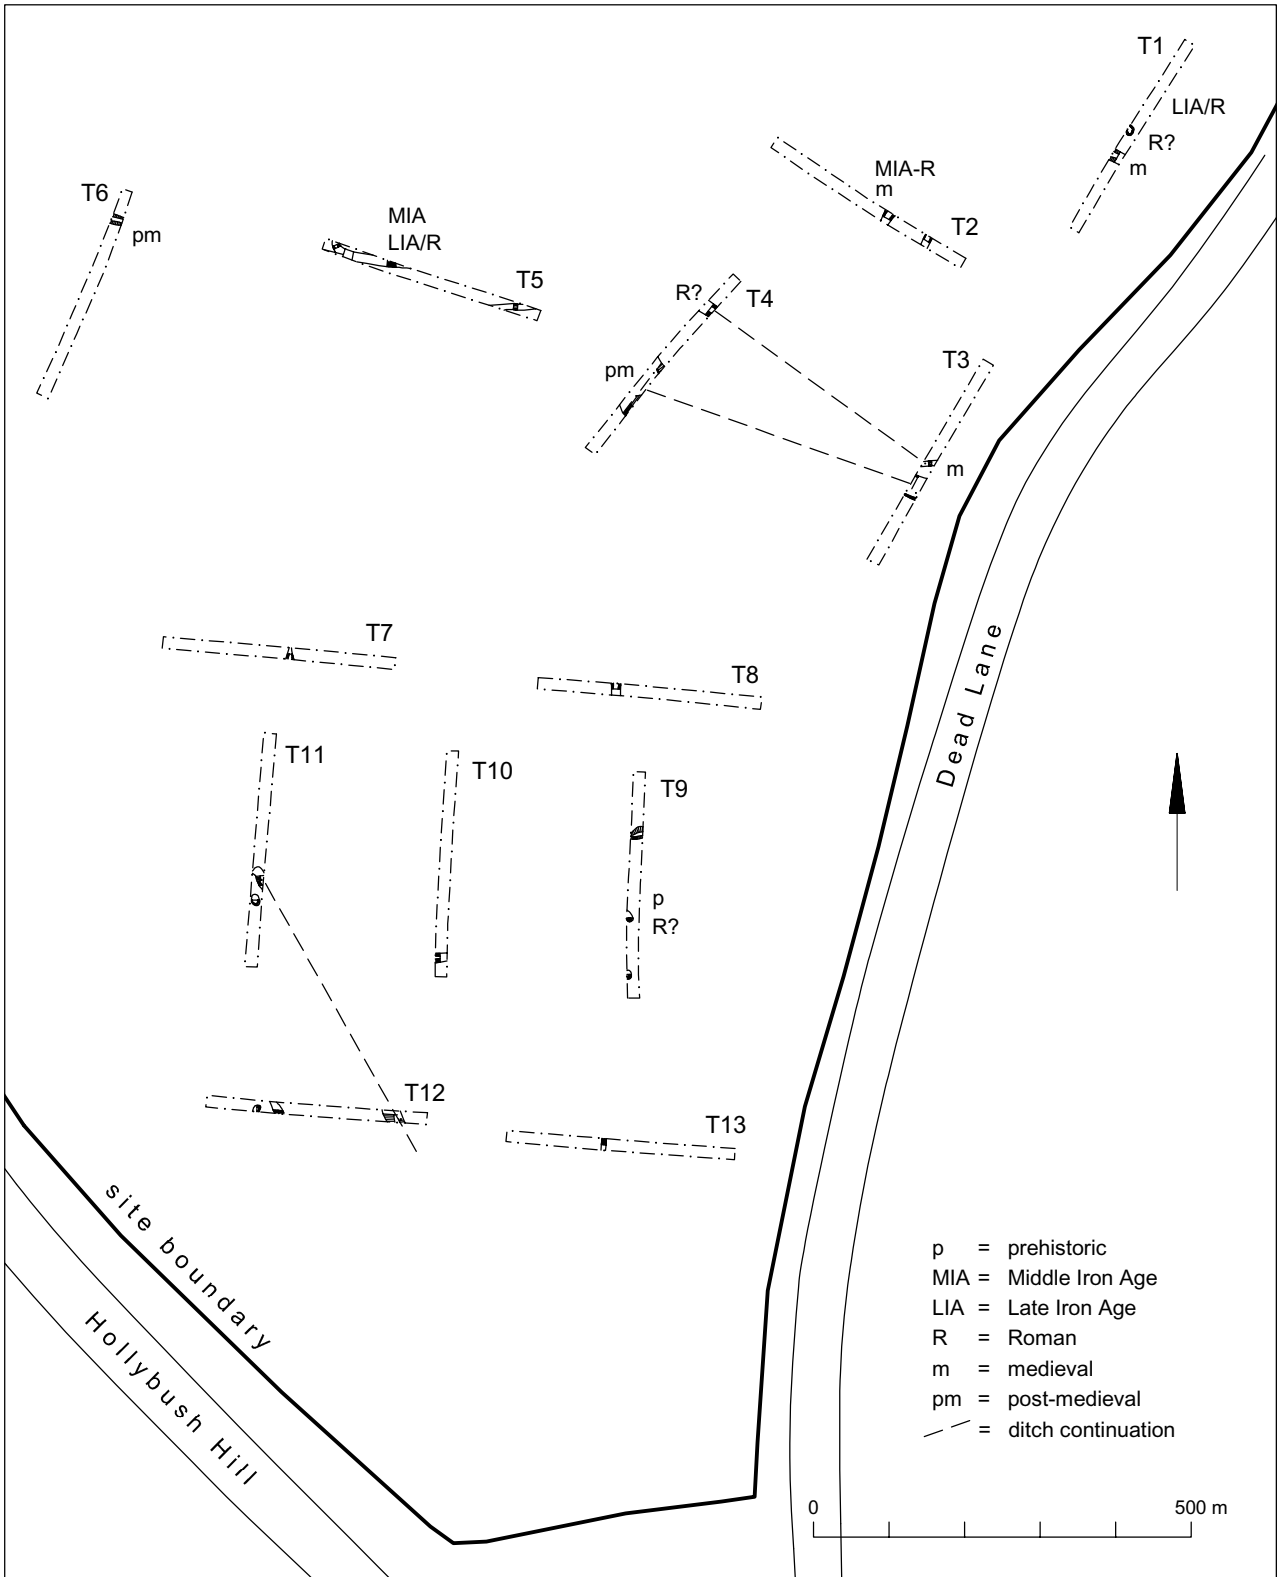 T1
LIA/R
R?
m
MIA-R
m
T2
T6
pm
MIA
LIA/R
T5
R?
T4
pm
T3
m
T7
T8
Dead Lane
T11
T10
T9
p
R?
T12
T13
site boundary
Hollybush Hill
p = prehistoric
MIA = Middle Iron Age
LIA = Late Iron Age
R = Roman
m = medieval
pm = post-medieval
= ditch continuation
0 500 m